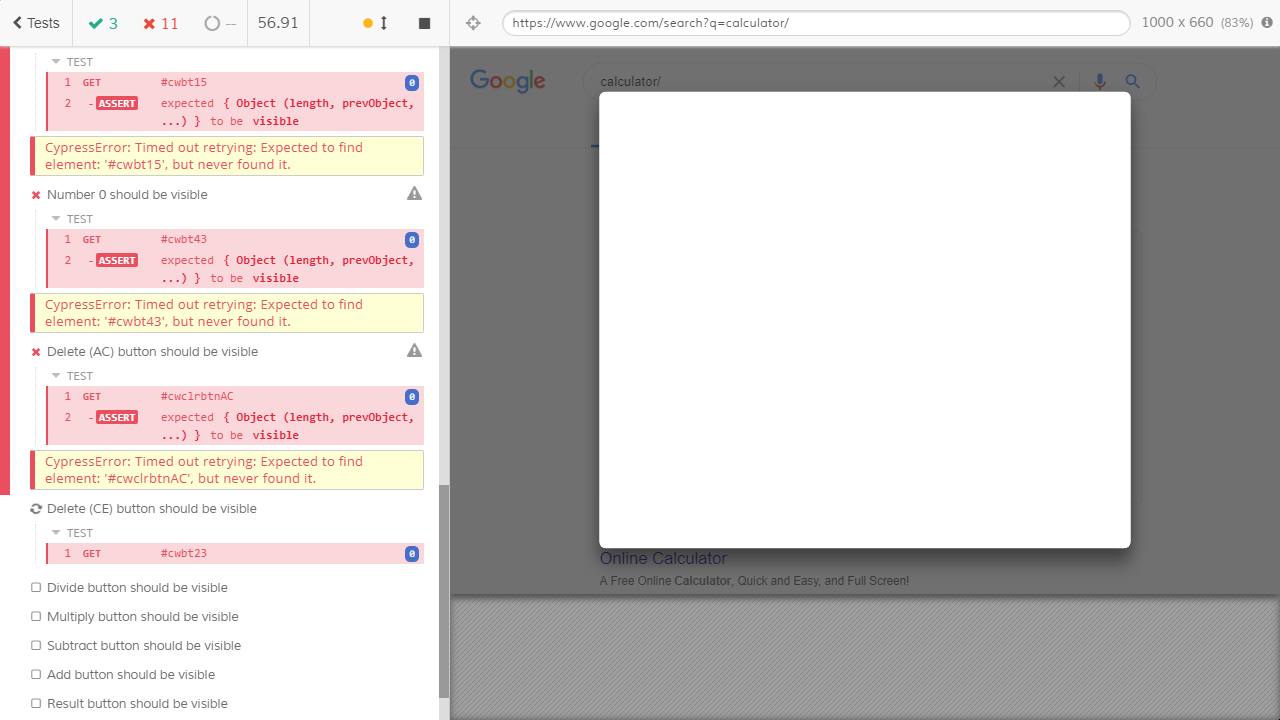 Tests 3 11 -- 56.91
https://www.google.com/search?q=calculator/ 1000 x 660 (83%)
TEST
1 GET #cwbt15 0
2 -ASSERT expected { Object (length, prevObject,
...) } to be visible
CypressError: Timed out retrying: Expected to find
element: '#cwbt15', but never found it.
Number 0 should be visible
TEST
1 GET #cwbt43 0
2 -ASSERT expected { Object (length, prevObject,
...) } to be visible
CypressError: Timed out retrying: Expected to find
element: '#cwbt43', but never found it.
Delete (AC) button should be visible
TEST
1 GET #cwclrbtnAC 0
2 -ASSERT expected { Object (length, prevObject,
...) } to be visible
CypressError: Timed out retrying: Expected to find
element: '#cwclrbtnAC', but never found it.
Delete (CE) button should be visible
TEST
1 GET #cwbt23 0
Divide button should be visible
Multiply button should be visible
Subtract button should be visible
Add button should be visible
Result button should be visible
Google
calculator/
Online Calculator
A Free Online Calculator, Quick and Easy, and Full Screen!